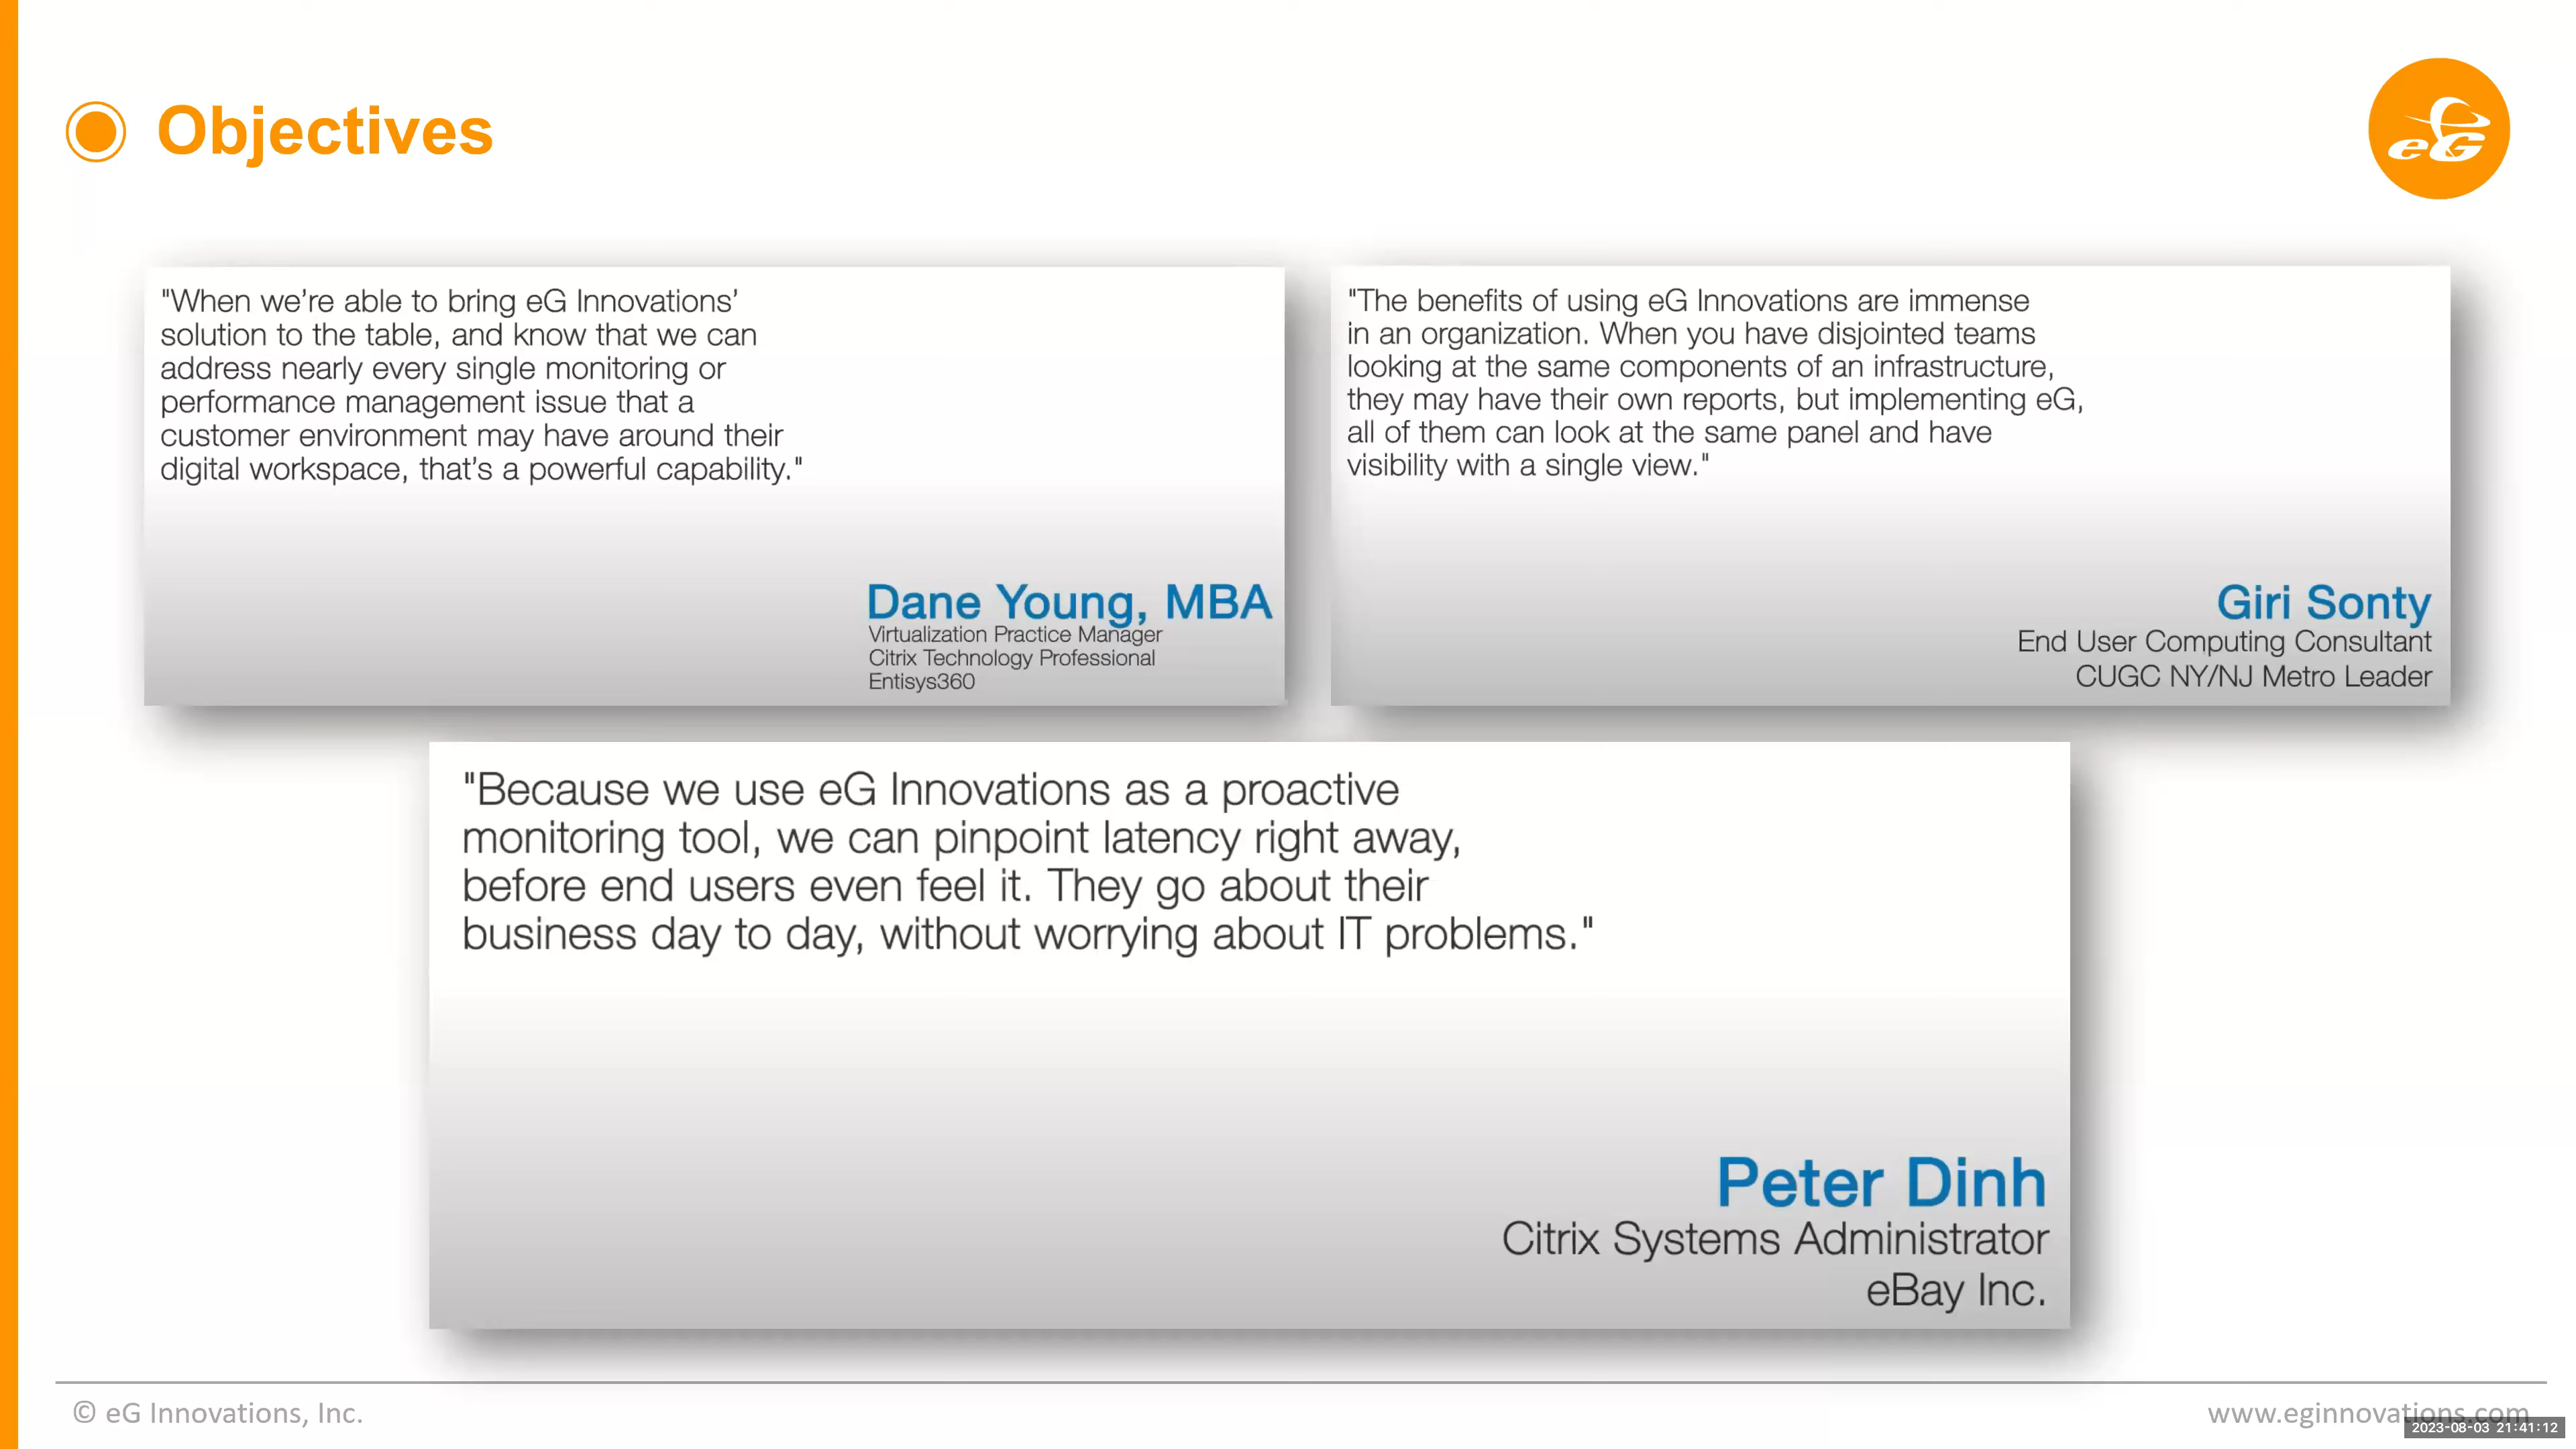 Objectives
eG
"When we're able to bring eG Innovations'
solution to the table, and know that we can
address nearly every single monitoring or
performance management issue that a
customer environment may have around their
digital workspace, that's a powerful capability."
Dane Young, MBA
Virtualization Practice Manager
Citrix Technology Professional
Entisys360
"The benefits of using eG Innovations are immense
in an organization. When you have disjointed teams
looking at the same components of an infrastructure,
they may have their own reports, but implementing eG,
all of them can look at the same panel and have
visibility with a single view."
Giri Sonty
End User Computing Consultant
CUGC NY/NJ Metro Leader
"Because we use eG Innovations as a proactive
monitoring tool, we can pinpoint latency right away,
before end users even feel it. They go about their
business day to day, without worrying about IT problems."
Peter Dinh
Citrix Systems Administrator
eBay Inc.
© eG Innovations, Inc.
www.eginnovations.com
2023-08-03 21:41:12